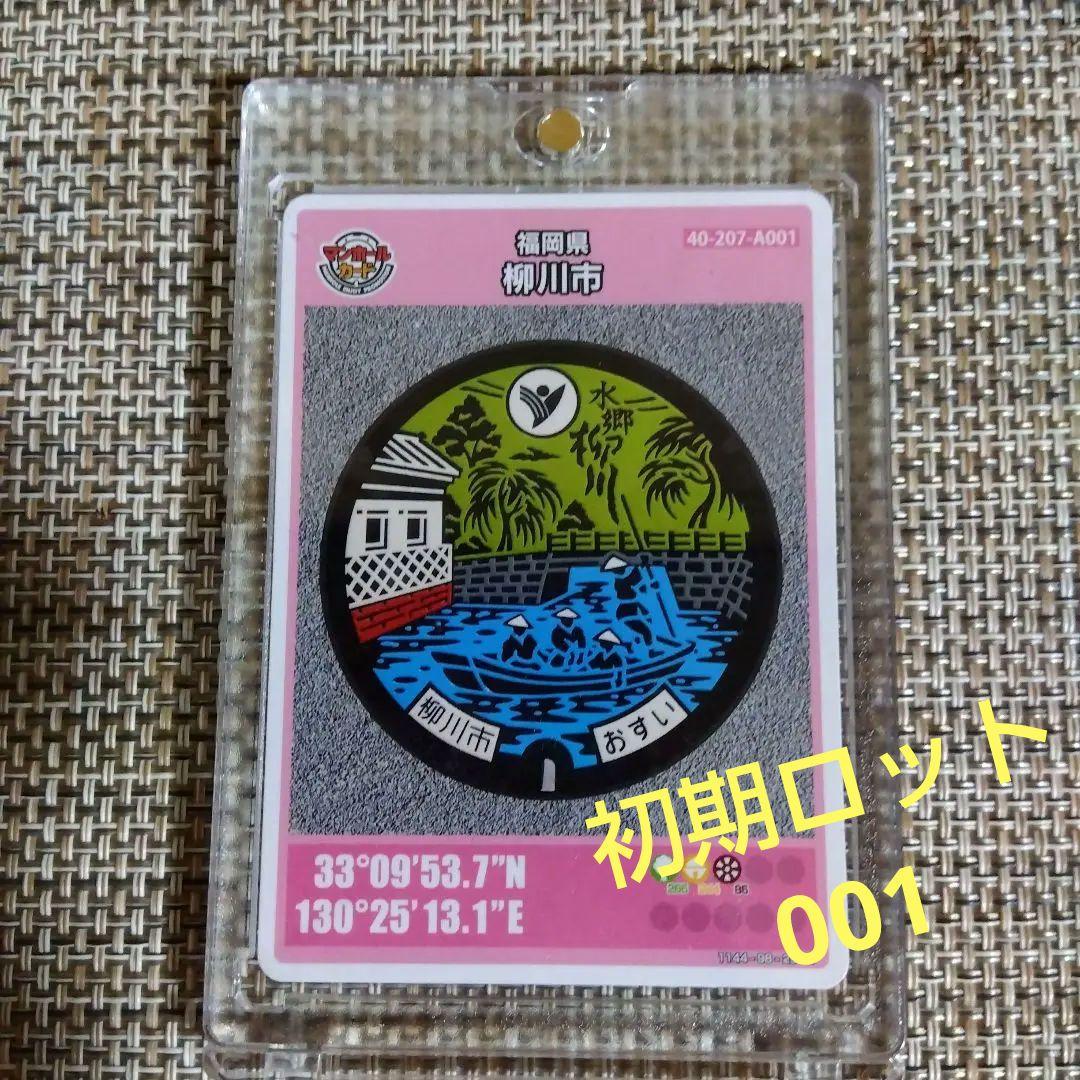 マンホール
カード
福岡県
柳川市
40-207-A001
水郷
柳川
柳川市
おすい
33°09'53.7"N
130°25'13.1"E
初期ロット
001